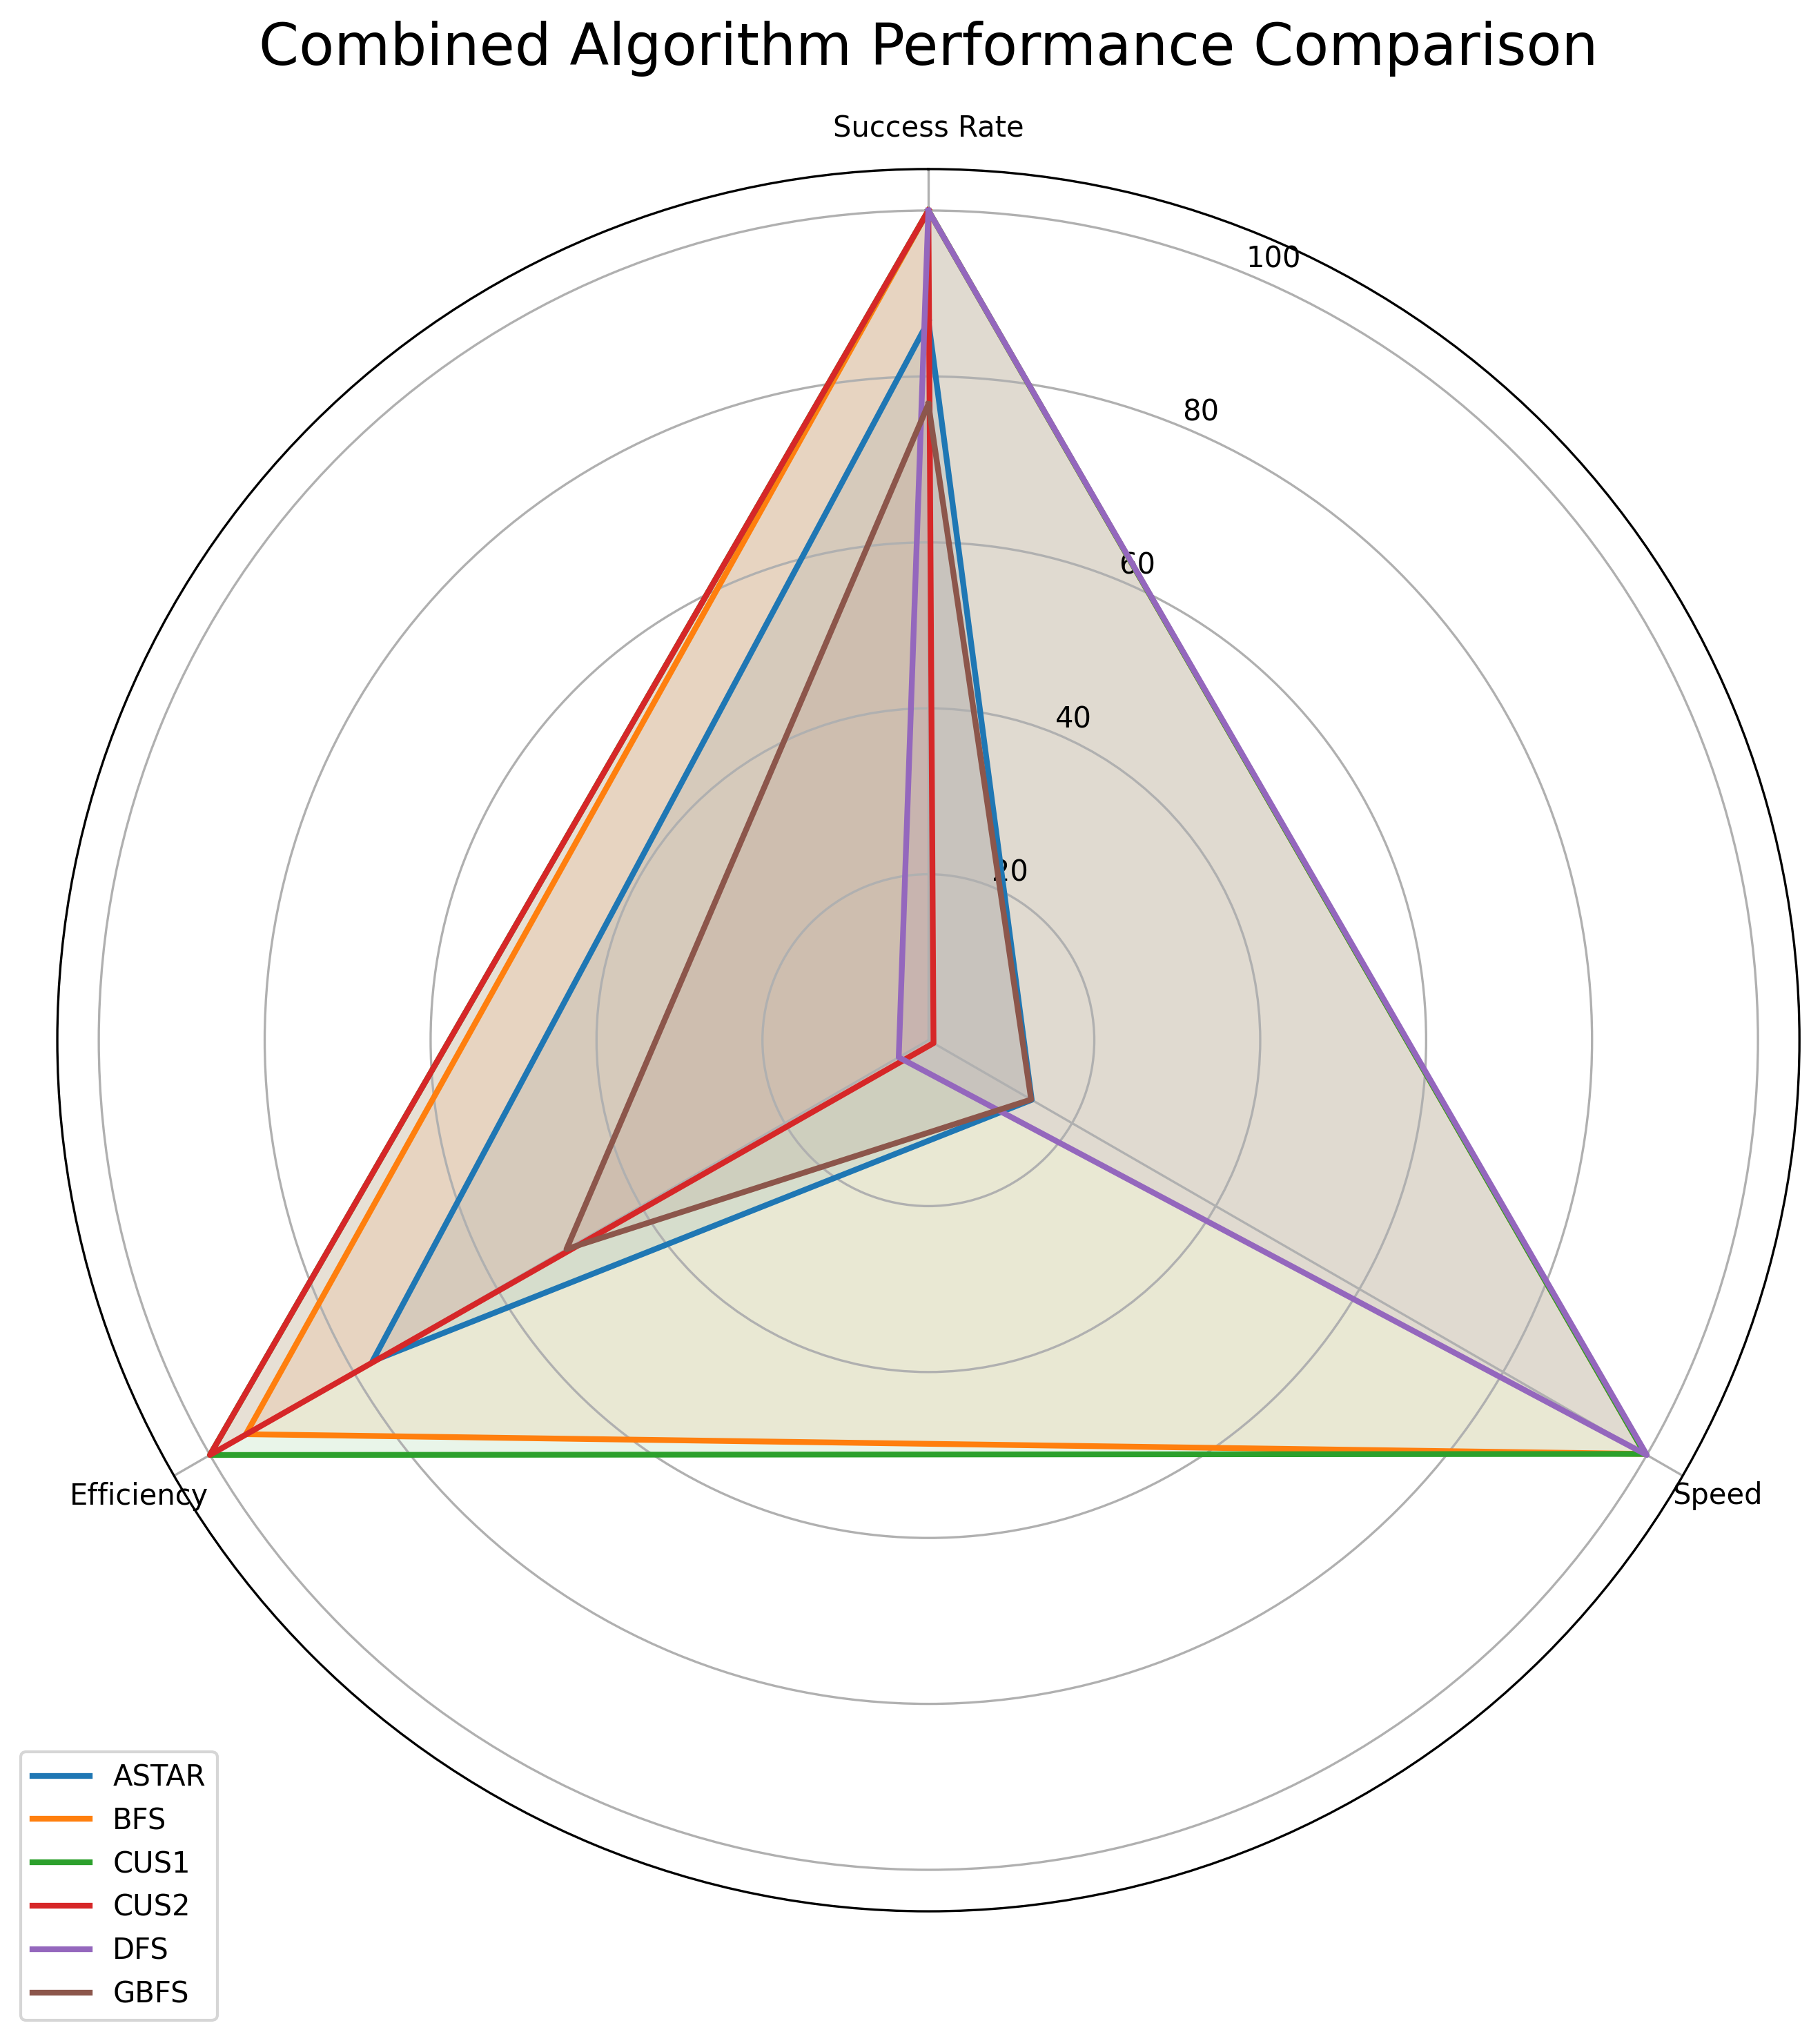 Combined Algorithm Performance Comparison
Success Rate
100
80
60
40
20
Efficiency
Speed
ASTAR
BFS
CUS1
CUS2
DFS
GBFS